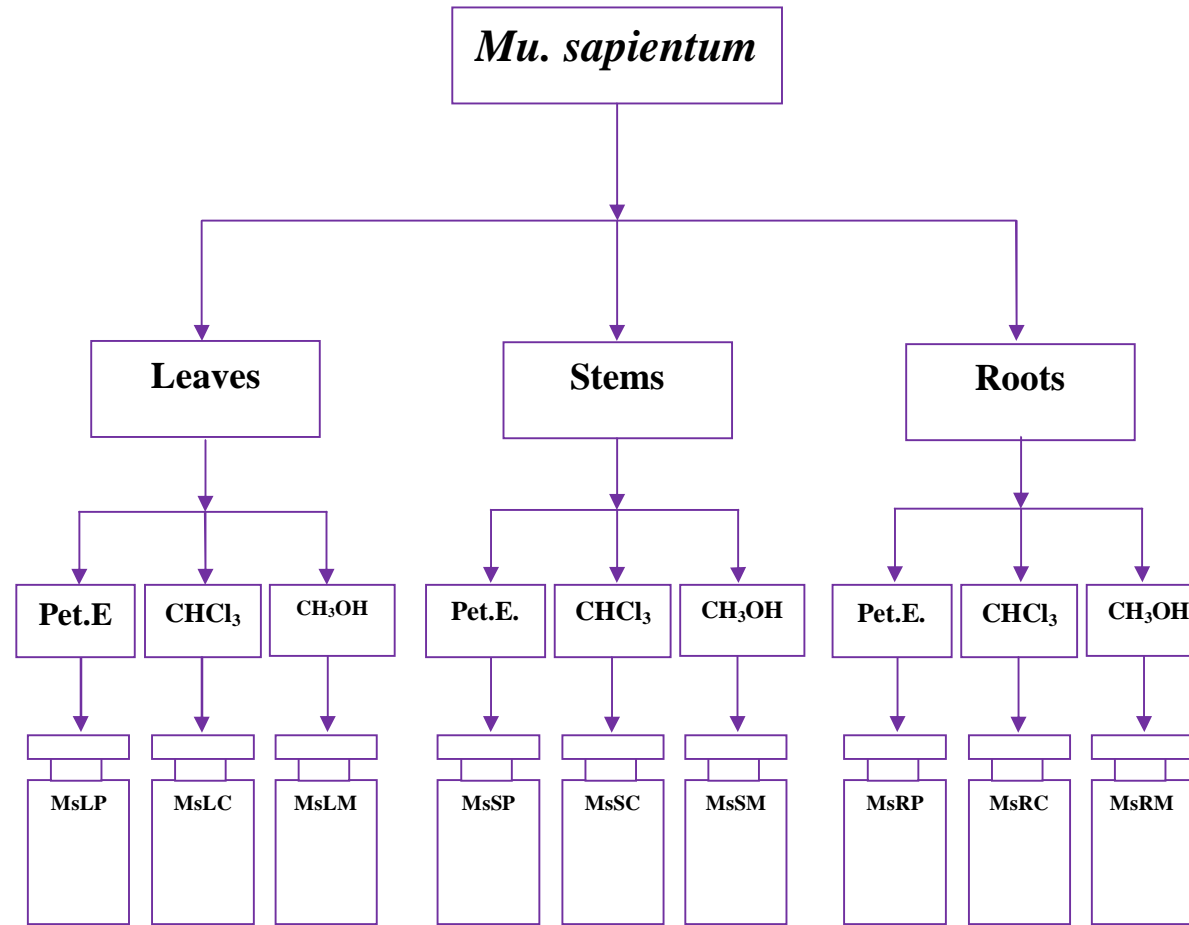 Mu. sapientum
Leaves
Stems
Roots
Pet.E
CHCl₃
CH₃OH
Pet.E.
CHCl₃
CH₃OH
Pet.E.
CHCl₃
CH₃OH
MsLP
MsLC
MsLM
MsSP
MsSC
MsSM
MsRP
MsRC
MsRM